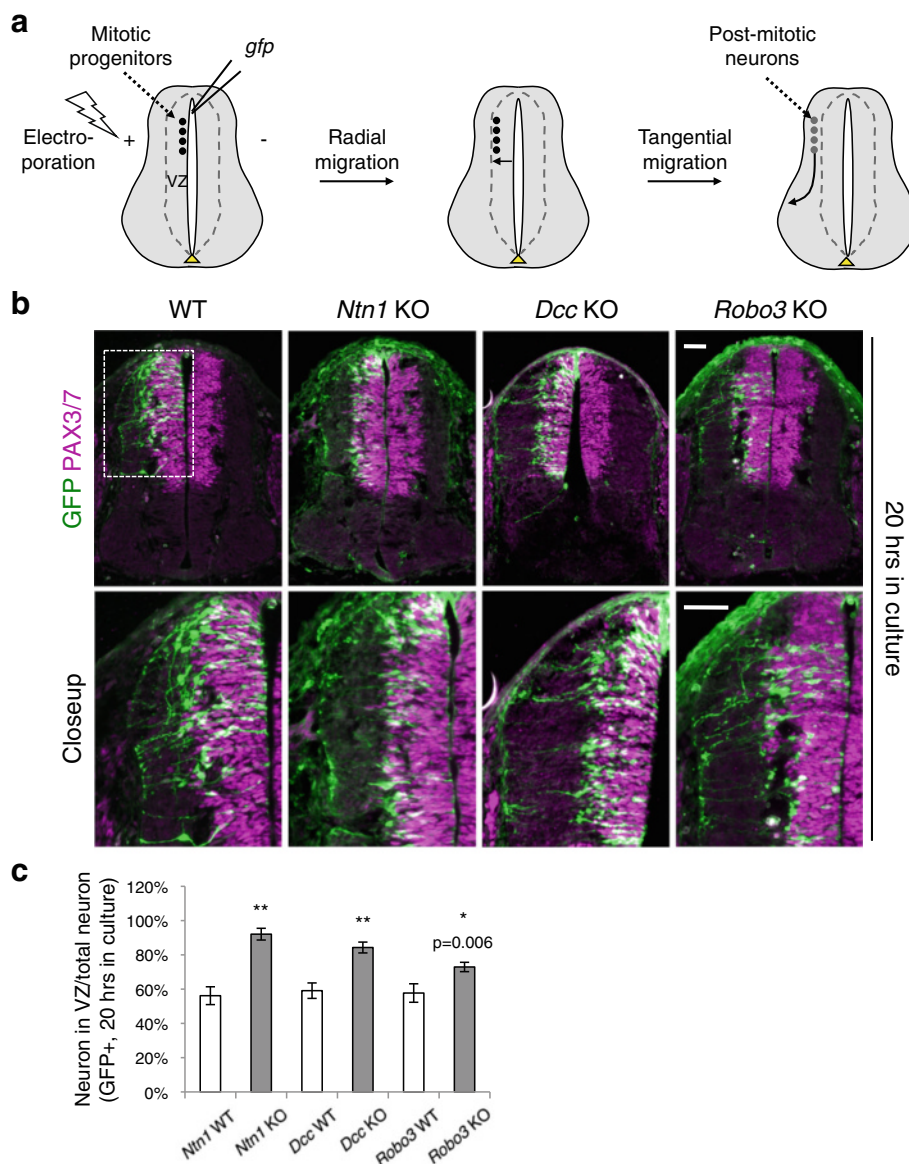 a
Mitotic
progenitors
gfp
Electro-
poration
+
-
VZ
Radial
migration
Tangential
migration
Post-mitotic
neurons
b
WT
Ntn1 KO
Dcc KO
Robo3 KO
GFP PAX3/7
Closeup
20 hrs in culture
c
Neuron in VZ/total neuron
(GFP+, 20 hrs in culture)
120%
100%
80%
60%
40%
20%
0%
**
**
*
p=0.006
Ntn1 WT
Ntn1 KO
Dcc WT
Dcc KO
Robo3 WT
Robo3 KO